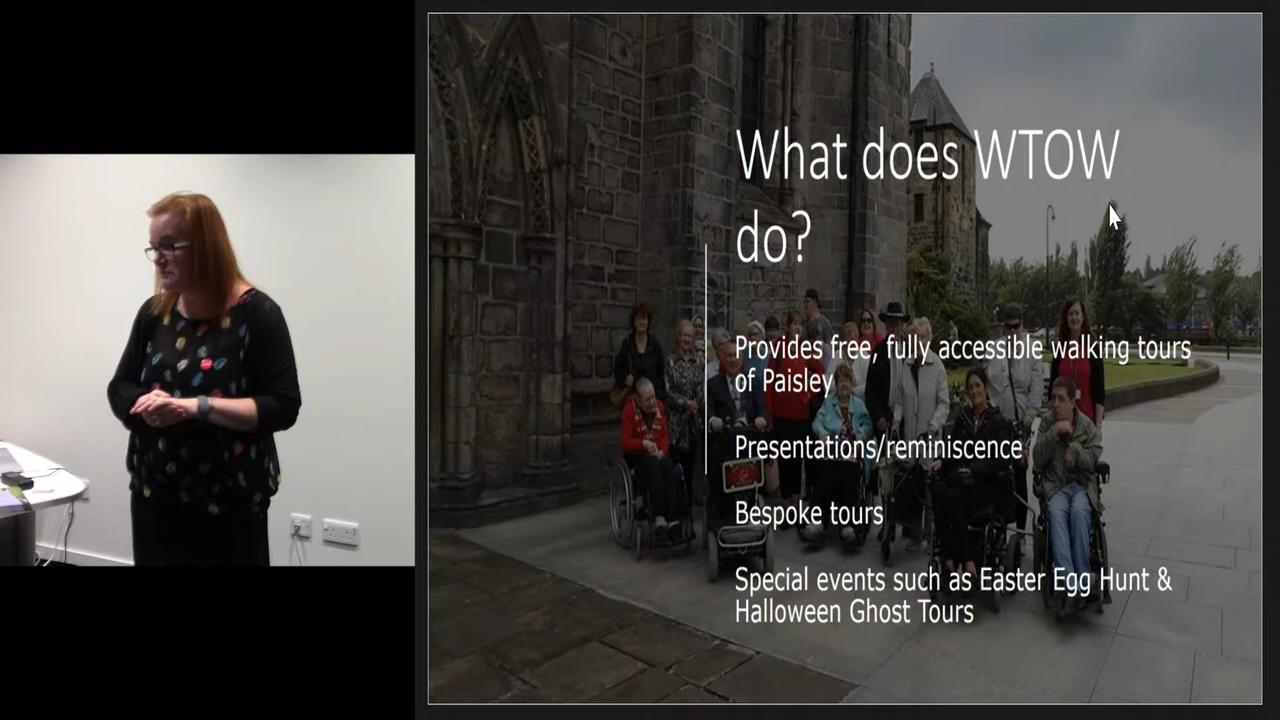 What does WTOW
do?
Provides free, fully accessible walking tours
of Paisley
Presentations/reminiscence
Bespoke tours
Special events such as Easter Egg Hunt &
Halloween Ghost Tours